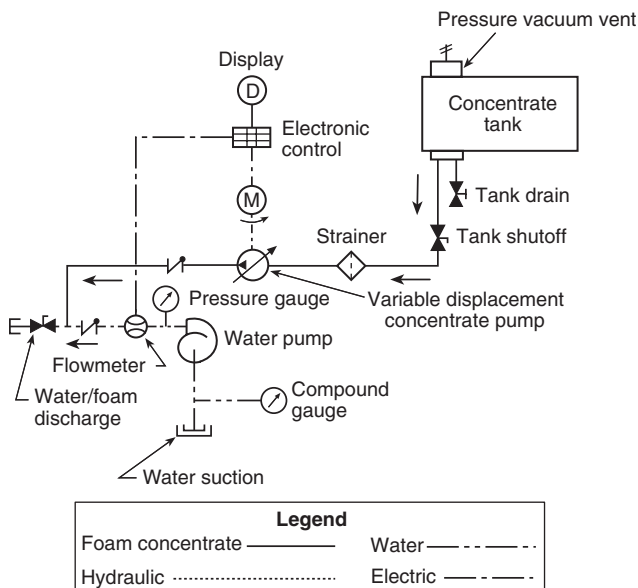 Pressure vacuum vent
Display
D
Concentrate
tank
Electronic
control
M
Tank drain
Strainer
Tank shutoff
Pressure gauge
Variable displacement
concentrate pump
Water pump
Flowmeter
Water/foam
discharge
Compound
gauge
Water suction
Legend
Foam concentrate
Water
Hydraulic
Electric